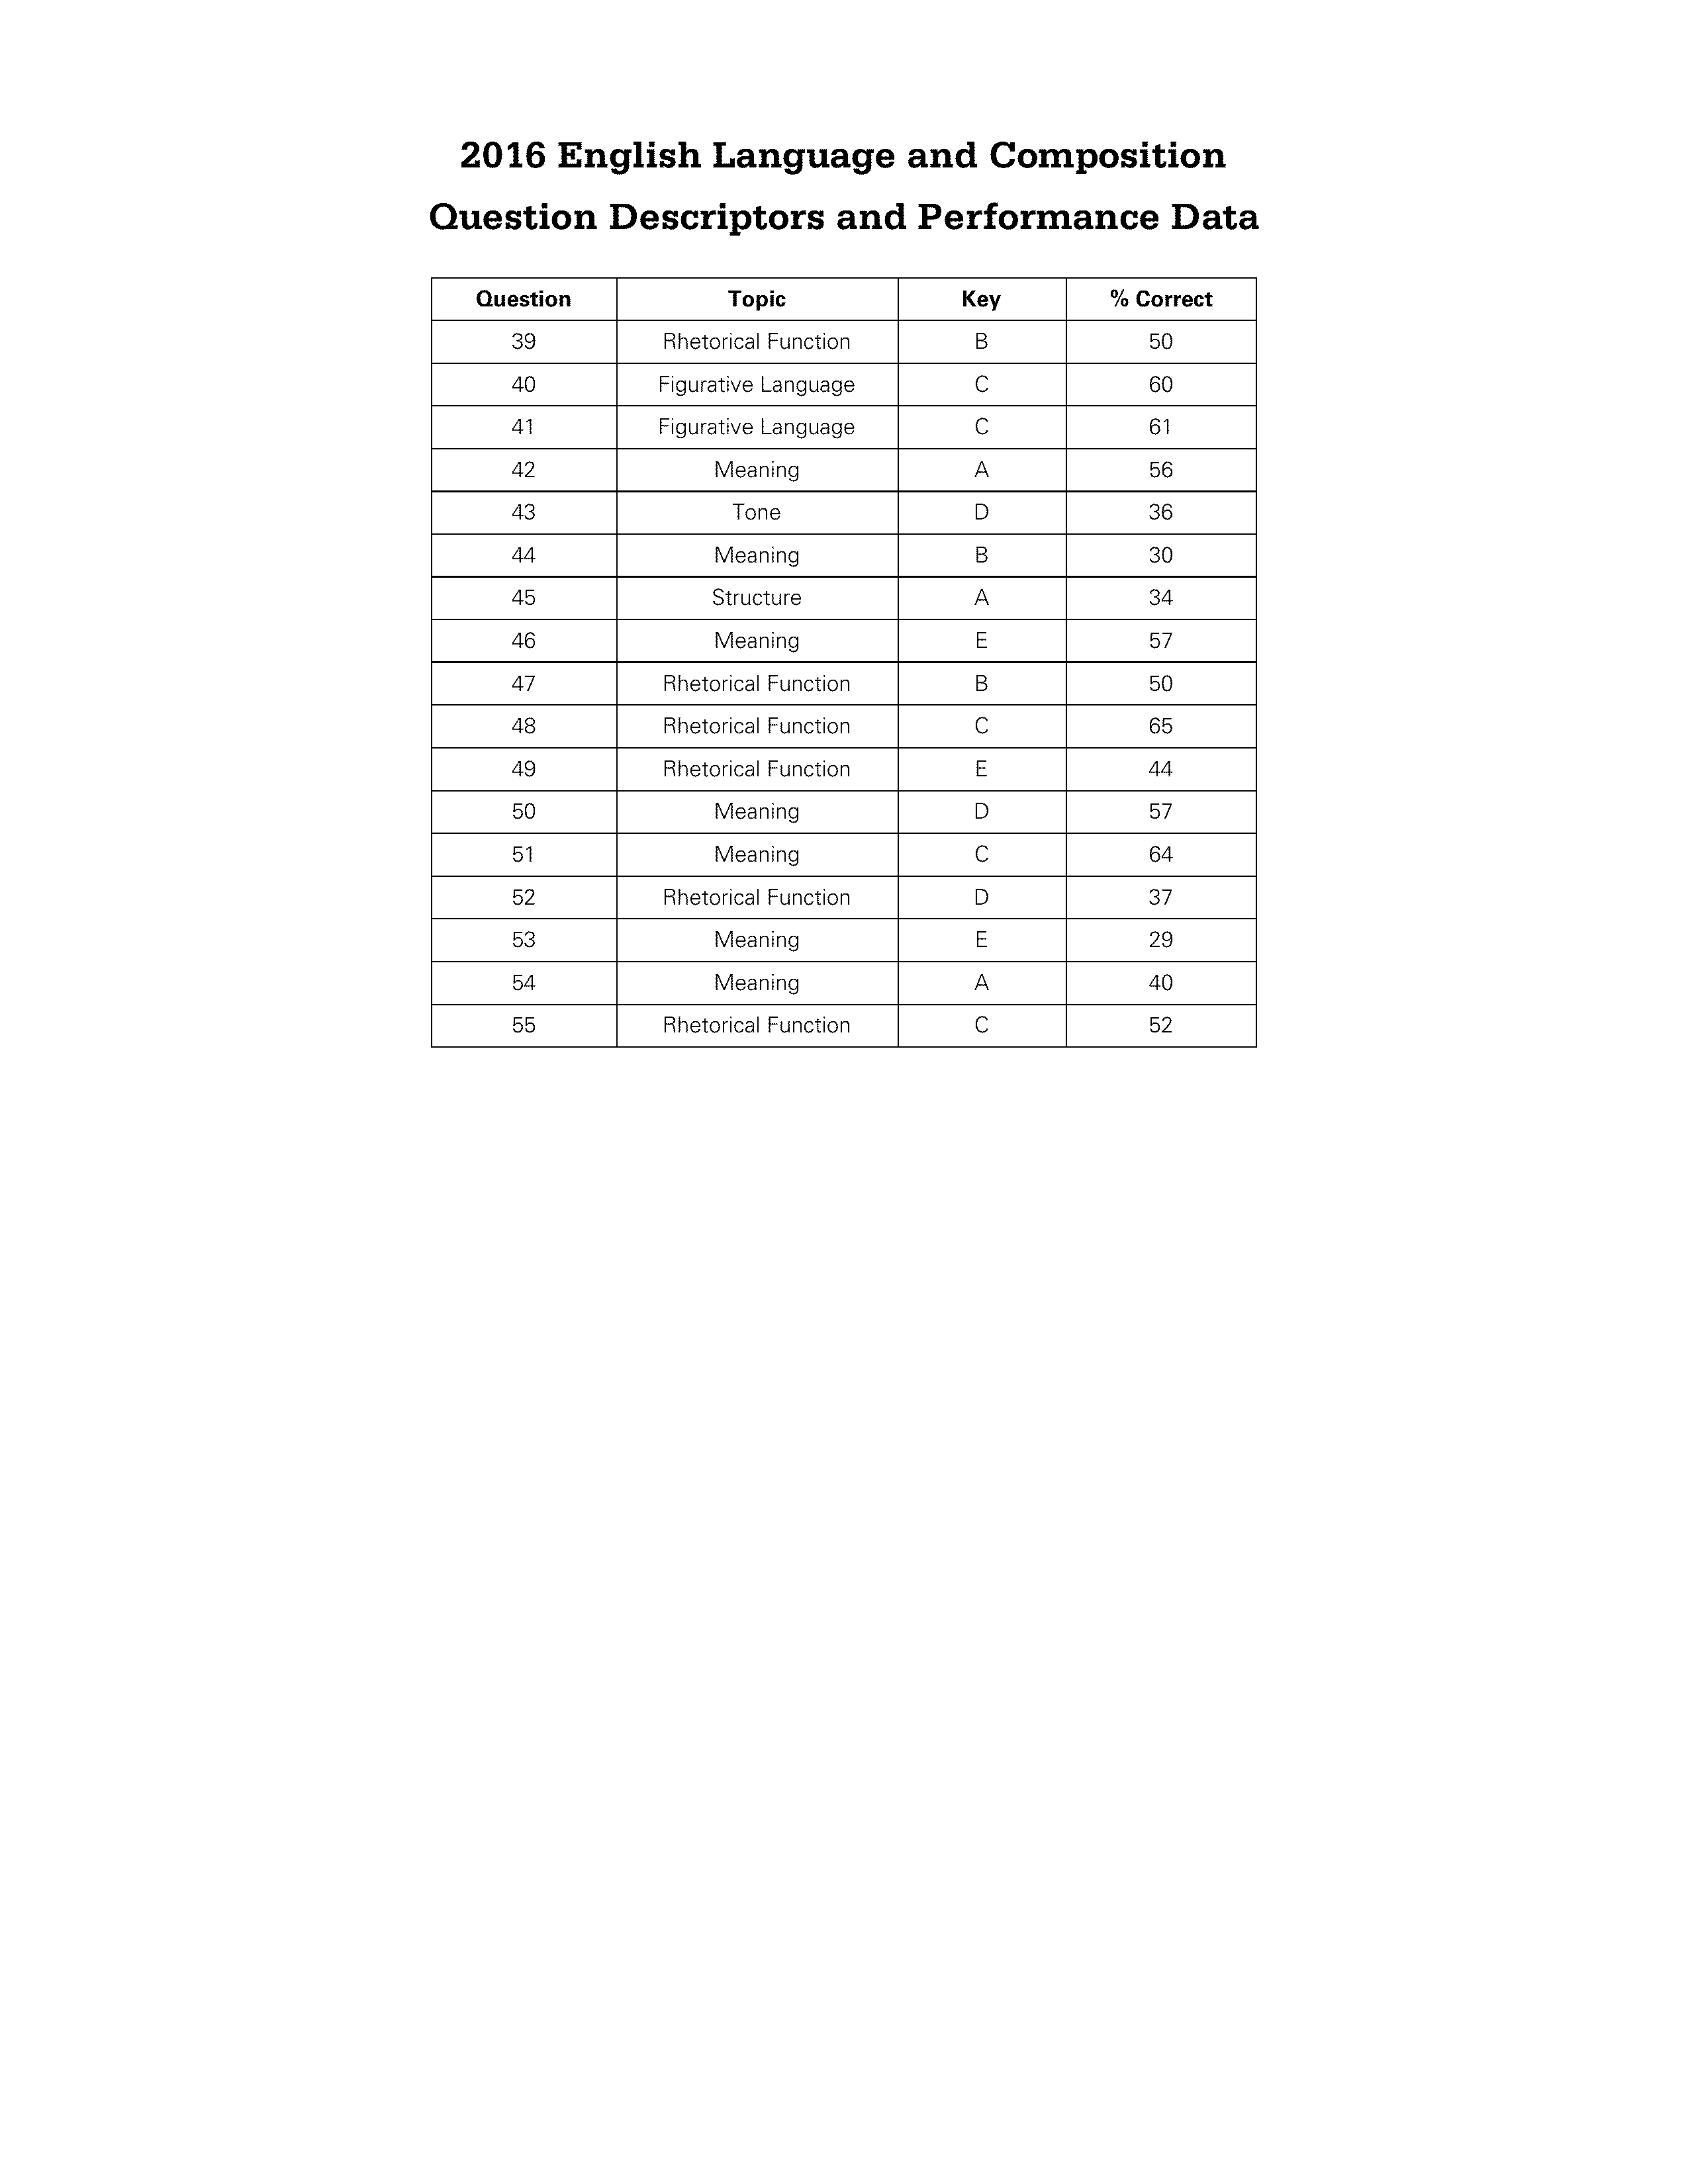 2016 English Language and Composition
Question Descriptors and Performance Data
Question Topic Key % Correct
39 Rhetorical Function B 50
40 Figurative Language C 60
41 Figurative Language C 61
42 Meaning A 56
43 Tone D 36
44 Meaning B 30
45 Structure A 34
46 Meaning E 57
47 Rhetorical Function B 50
48 Rhetorical Function C 65
49 Rhetorical Function E 44
50 Meaning D 57
51 Meaning C 64
52 Rhetorical Function D 37
53 Meaning E 29
54 Meaning A 40
55 Rhetorical Function C 52